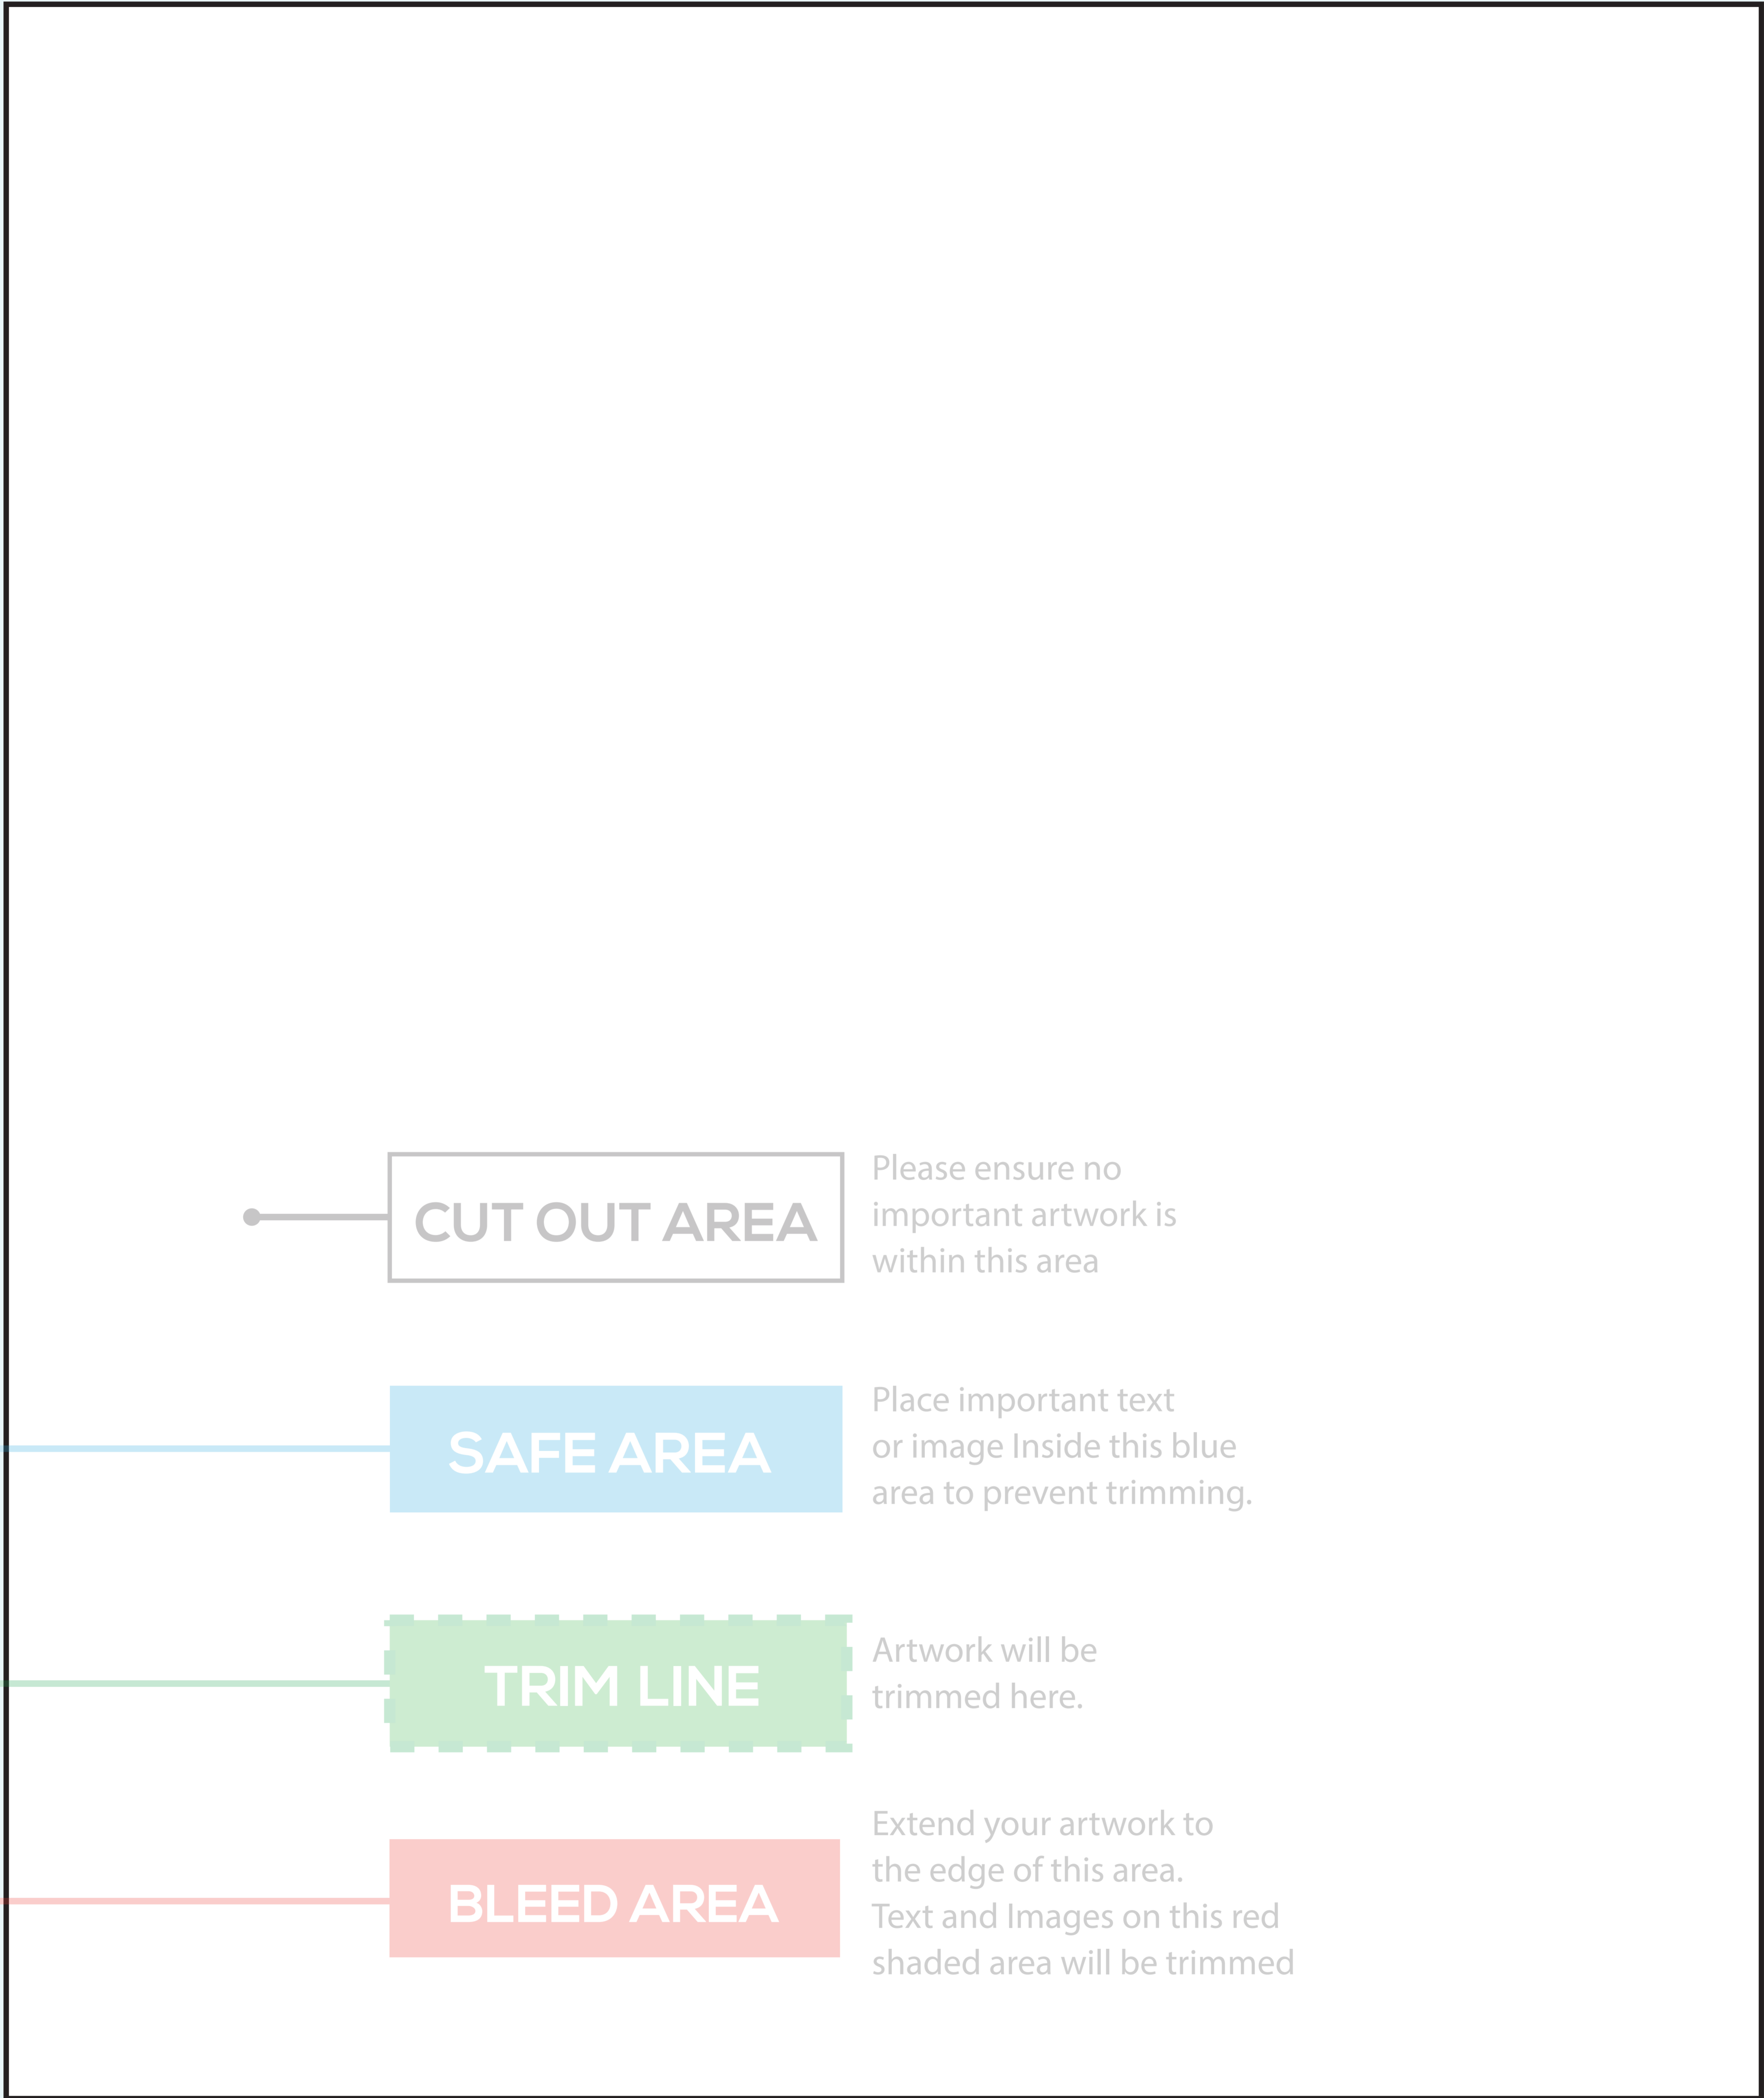 CUT OUT AREA
Please ensure no
important artwork is
within this area
SAFE AREA
Place important text
or image Inside this blue
area to prevent trimming.
TRIM LINE
Artwork will be
trimmed here.
BLEED AREA
Extend your artwork to
the edge of this area.
Text and Images on this red
shaded area will be trimmed